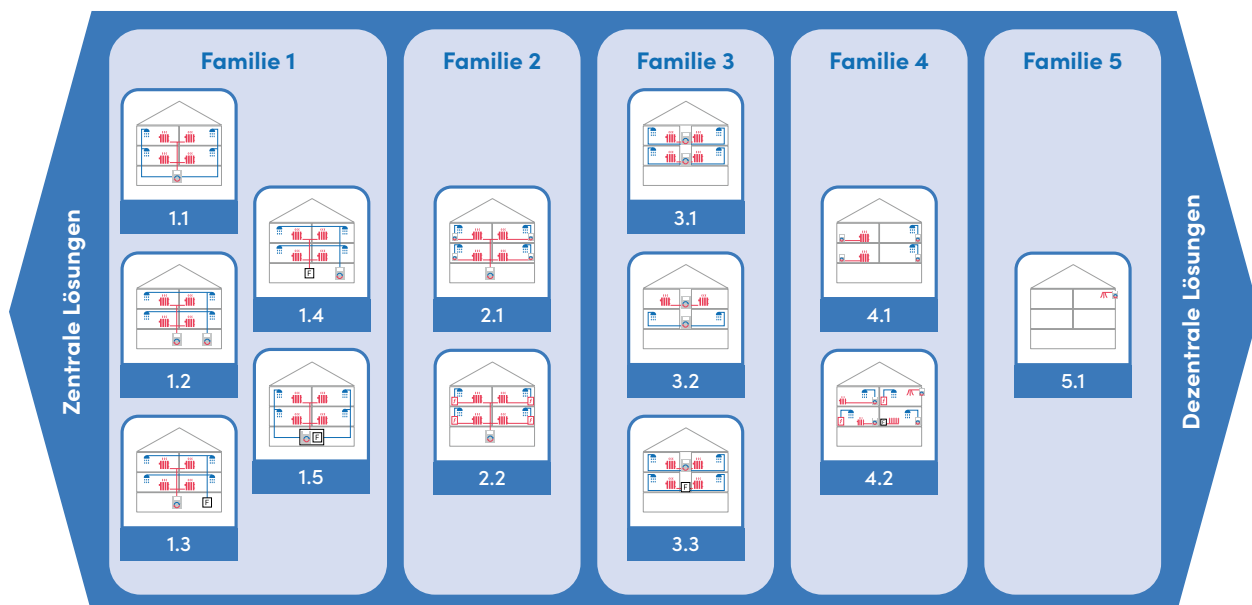 Zentrale Lösungen
Familie 1
1.1
1.2
F
1.3
F
1.4
F
1.5
Familie 2
2.1
2.2
Familie 3
3.1
3.2
F
3.3
Familie 4
4.1
F
4.2
Familie 5
5.1
Dezentrale Lösungen